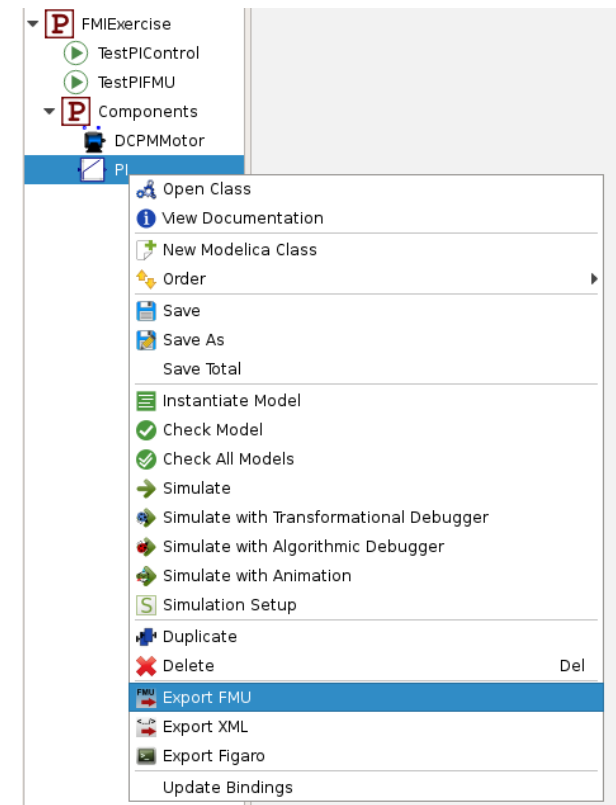 P FMIExercise
TestPIControl
TestPIFMU
P Components
DCPMMotor
PI
Open Class
i View Documentation
New Modelica Class
Order
Save
Save As
Save Total
Instantiate Model
Check Model
Check All Models
Simulate
Simulate with Transformational Debugger
Simulate with Algorithmic Debugger
Simulate with Animation
S Simulation Setup
Duplicate
Delete Del
FMU Export FMU
Export XML
Export Figaro
Update Bindings